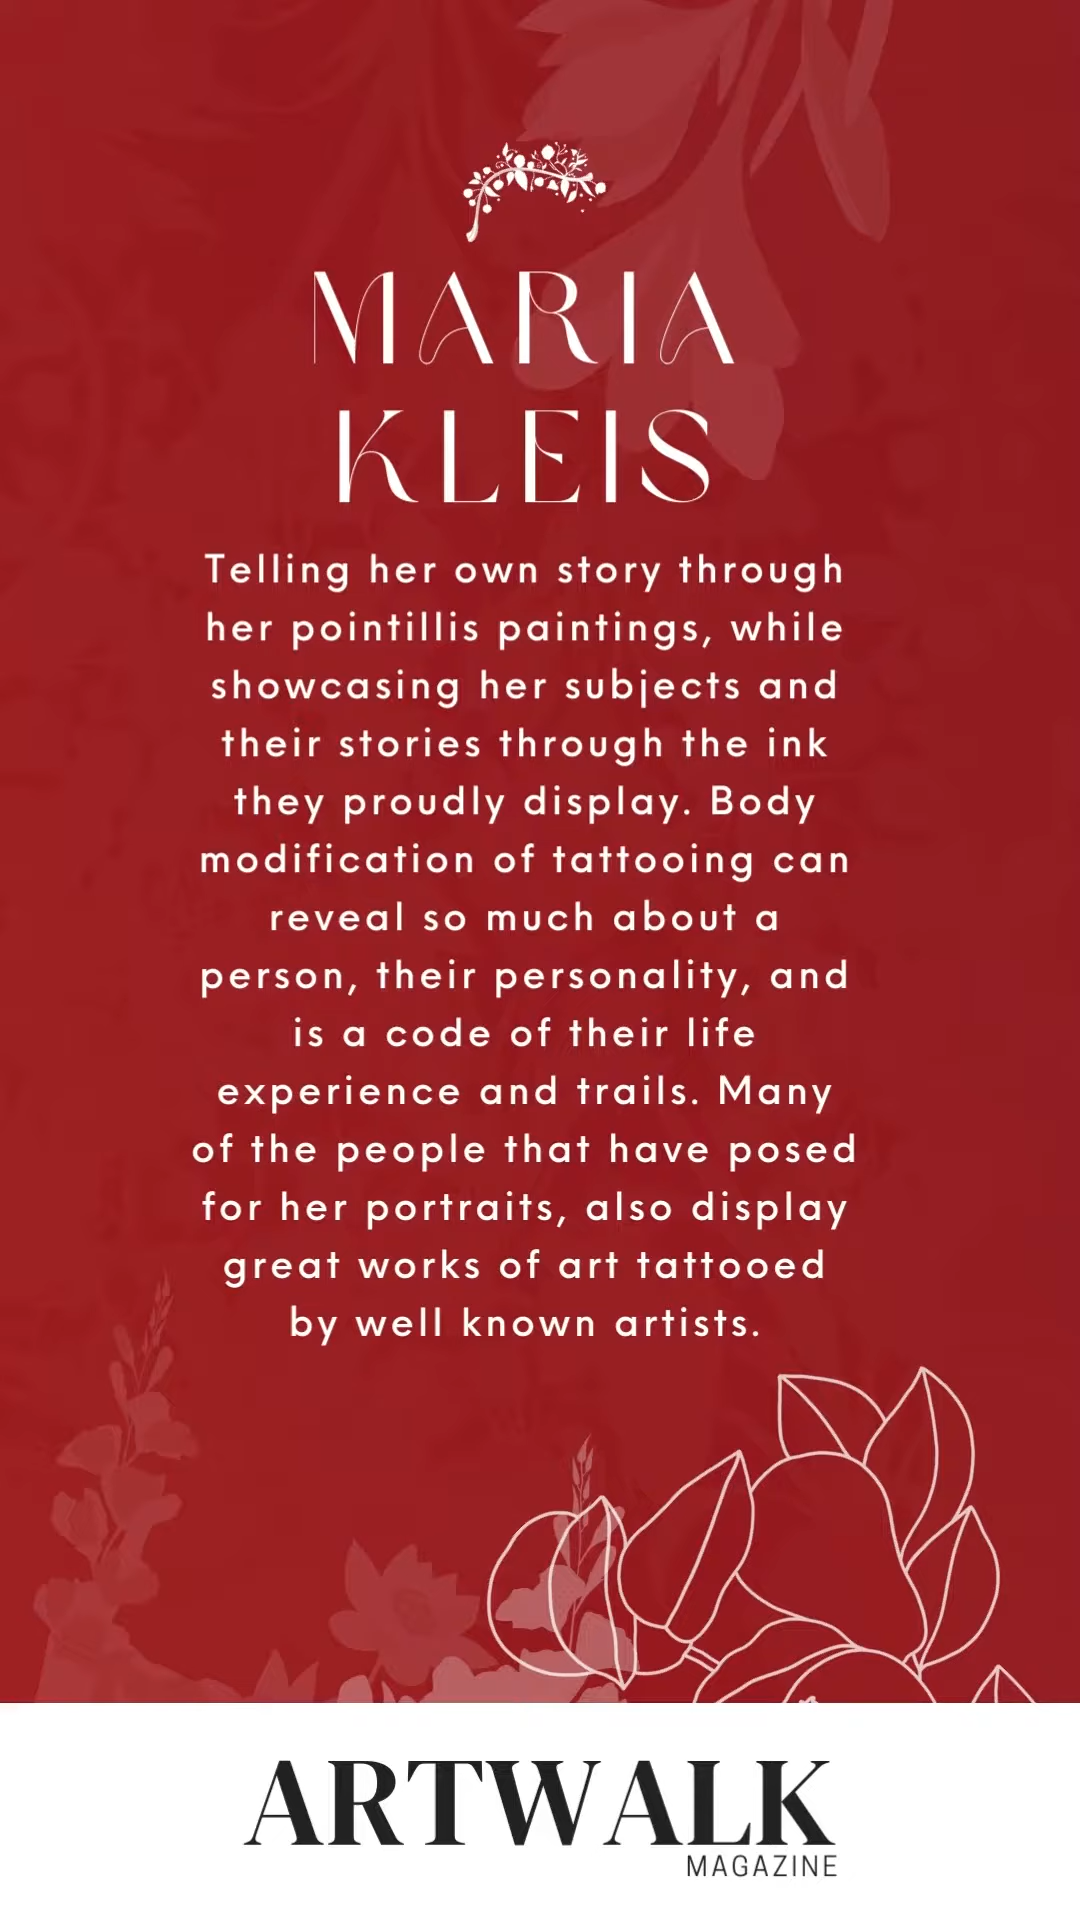 MARIA
KLEIS
Telling her own story through
her pointillis paintings, while
showcasing her subjects and
their stories through the ink
they proudly display. Body
modification of tattooing can
reveal so much about a
person, their personality, and
is a code of their life
experience and trails. Many
of the people that have posed
for her portraits, also display
great works of art tattooed
by well known artists.
ARTWALK
MAGAZINE